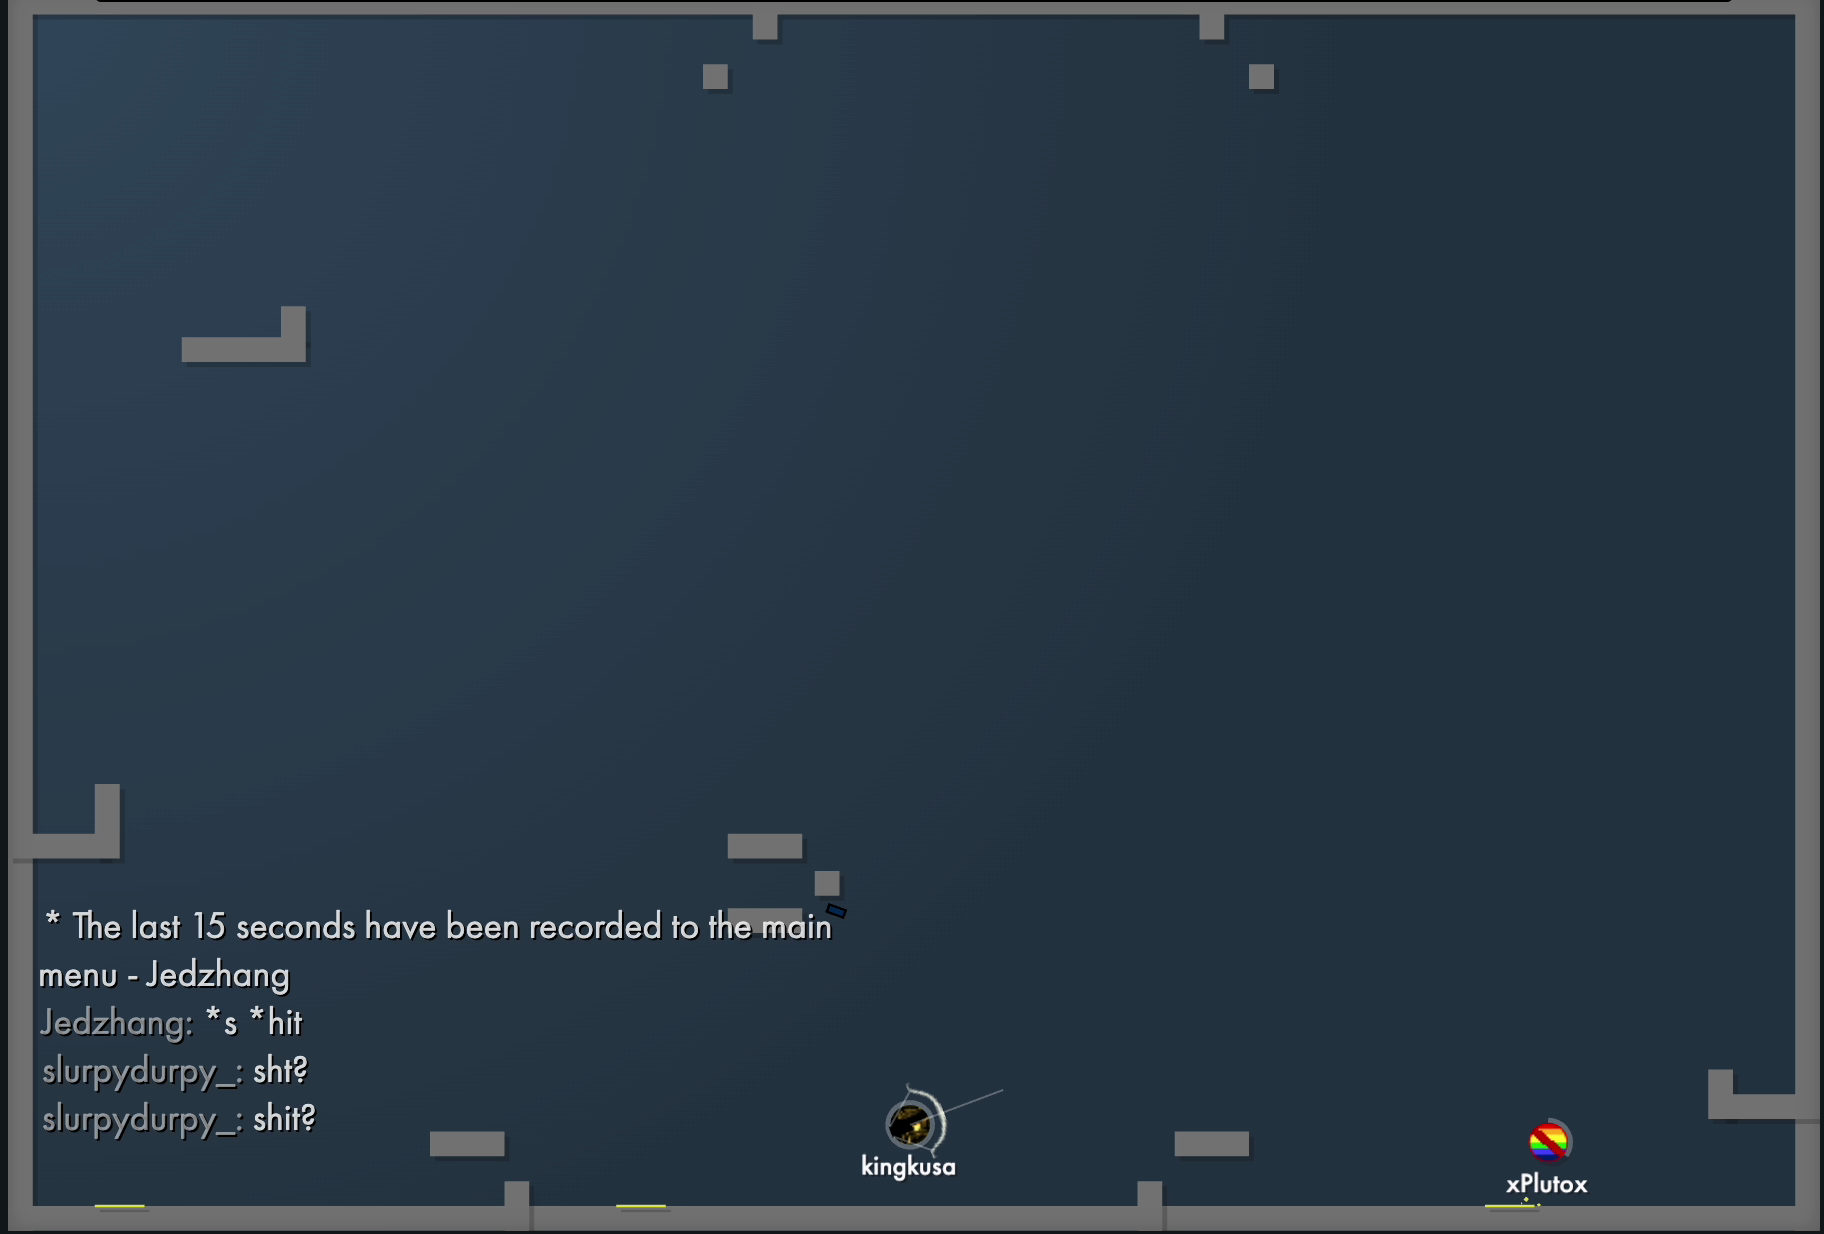 * The last 15 seconds have been recorded to the main
menu - Jedzhang
Jedzhang: *s *hit
slurpydurpy_: sht?
slurpydurpy_: shit?
kingkusa
xPlutox